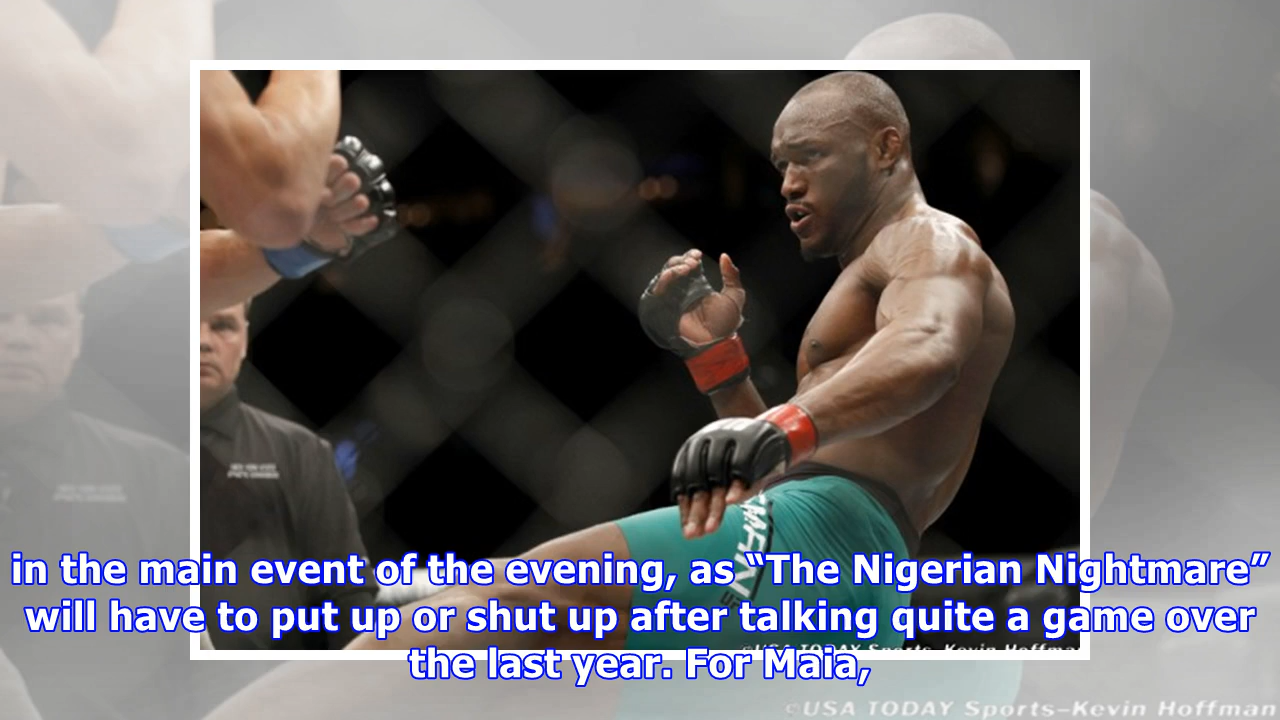 in the main event of the evening, as “The Nigerian Nightmare”
will have to put up or shut up after talking quite a game over
the last year. For Maia,
©USA TODAY Sports-Kevin Hoffman